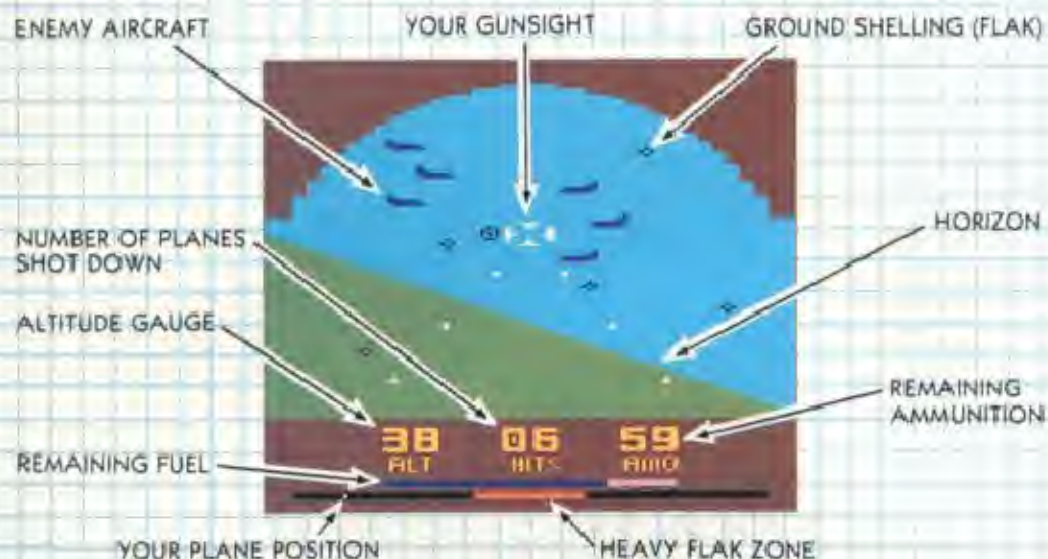 ENEMY AIRCRAFT
YOUR GUNSIGHT
GROUND SHELLING (FLAK)
NUMBER OF PLANES
SHOT DOWN
HORIZON
ALTITUDE GAUGE
REMAINING
AMMUNITION
38 06 59
ALT HITS AMO
REMAINING FUEL
YOUR PLANE POSITION
HEAVY FLAK ZONE